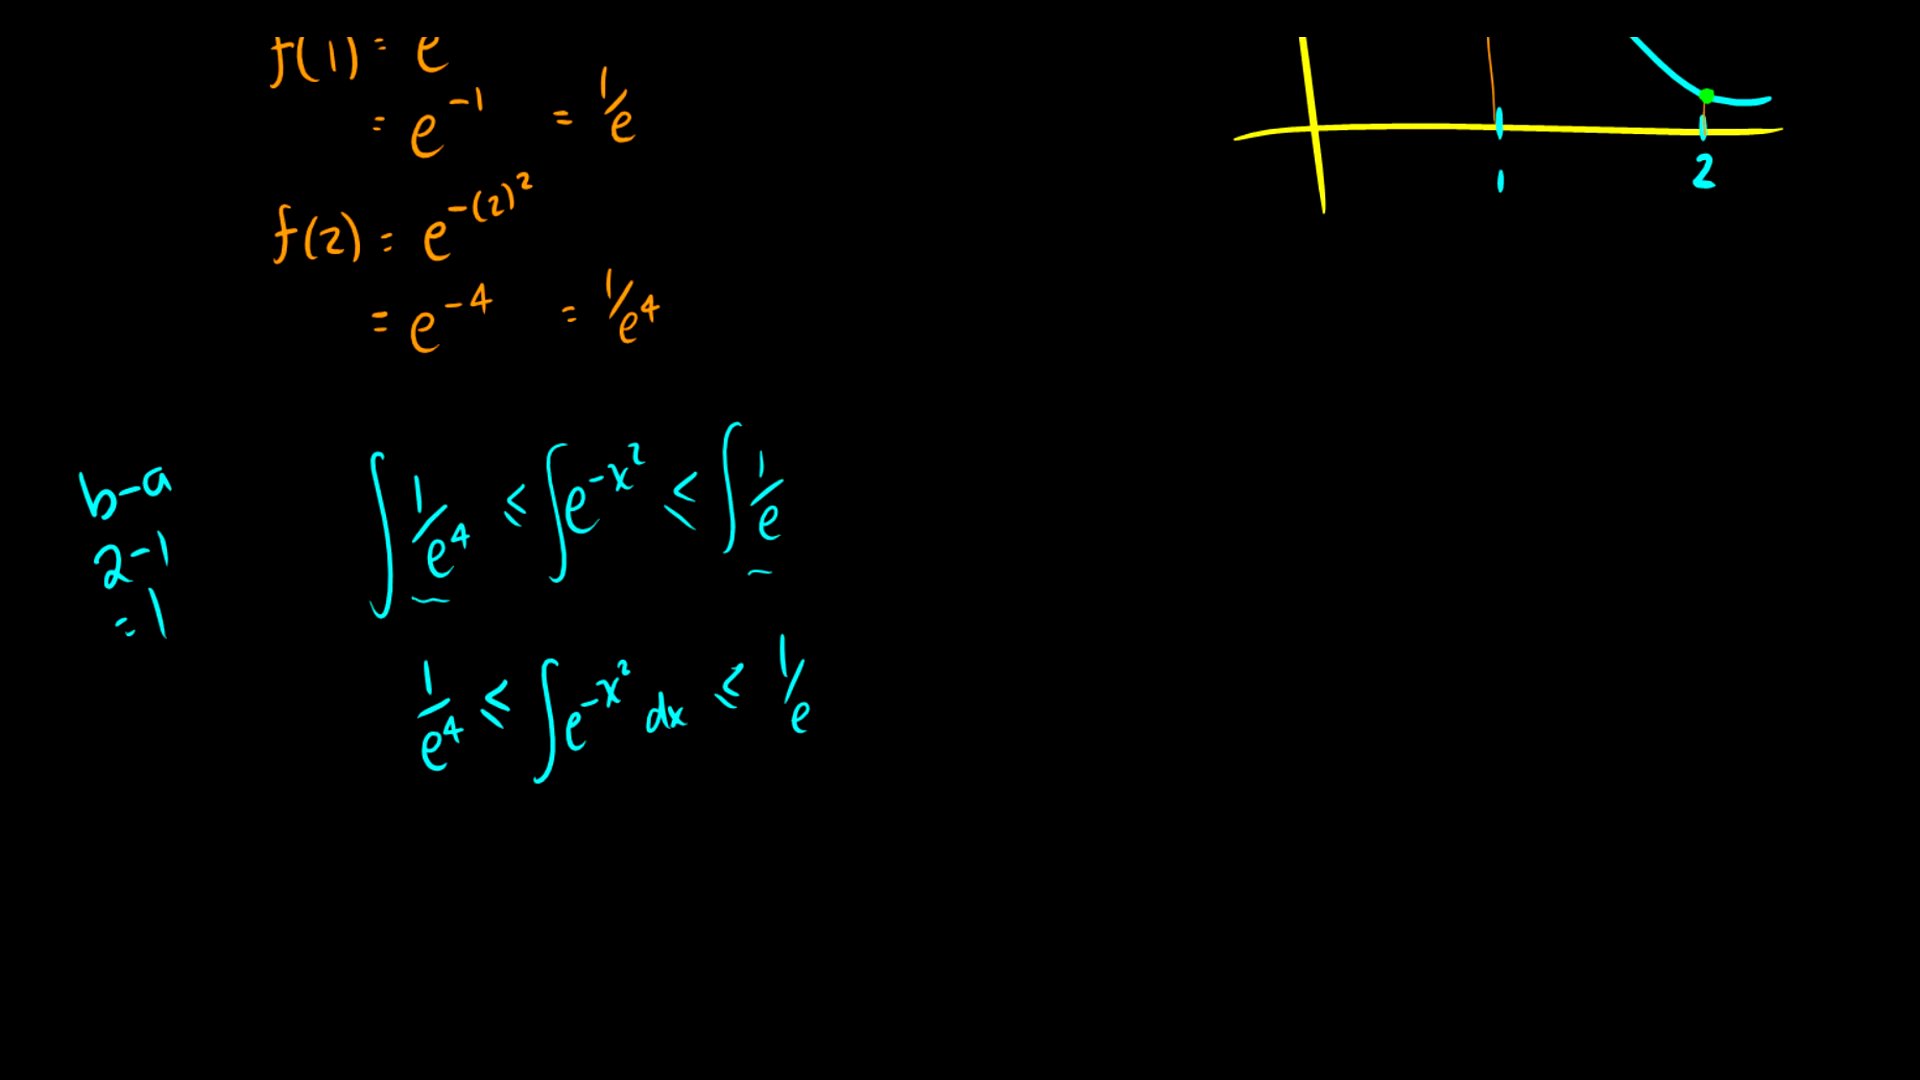 f(1) = e
= e^{-1} = 1/e
f(2) = e^{-(2)^2}
= e^{-4} = 1/e^4
1 2
b-a
2-1
=1
∫ 1/e^4 ≤ ∫ e^{-x^2} ≤ ∫ 1/e
1/e^4 ≤ ∫ e^{-x^2} dx ≤ 1/e